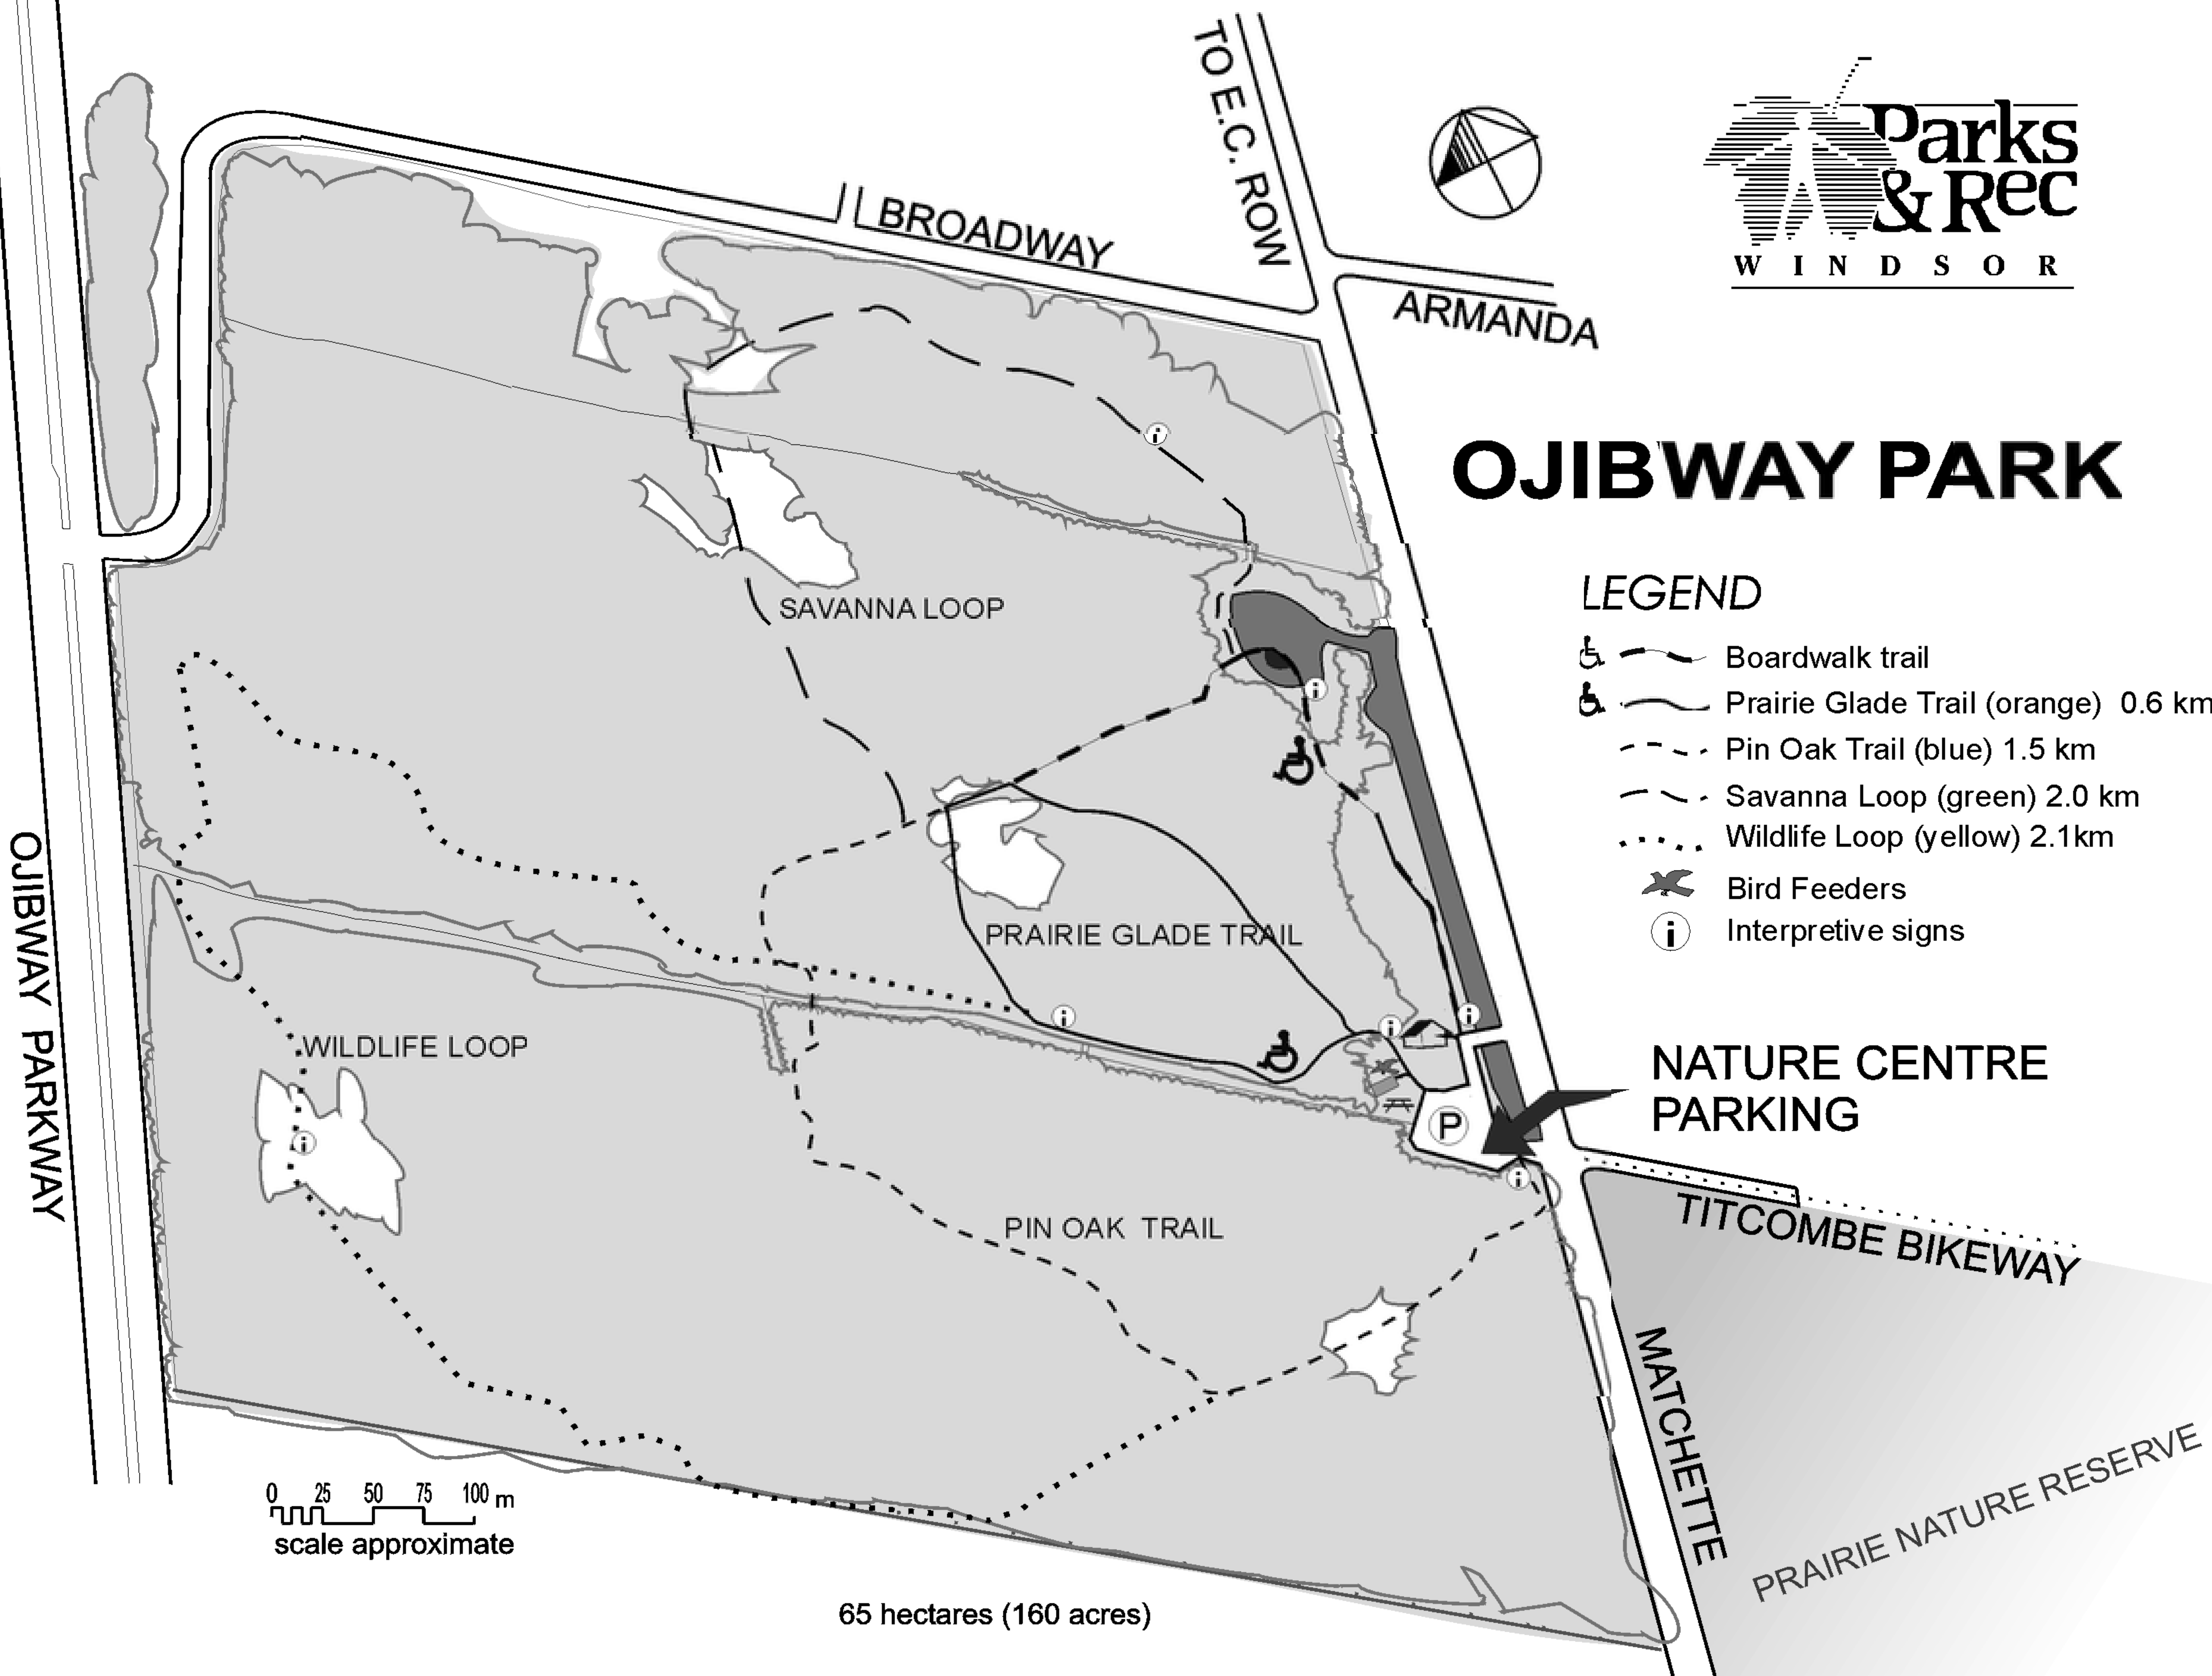 TO E.C. ROW
Parks
& Rec
WINDSOR
BROADWAY
ARMANDA
OJIBWAY PARK
LEGEND
Boardwalk trail
Prairie Glade Trail (orange) 0.6 km
Pin Oak Trail (blue) 1.5 km
Savanna Loop (green) 2.0 km
Wildlife Loop (yellow) 2.1km
Bird Feeders
i Interpretive signs
i
SAVANNA LOOP
i
OJIBWAY PARKWAY
PRAIRIE GLADE TRAIL
i
i
i
WILDLIFE LOOP
i
NATURE CENTRE
PARKING
P
i
TITCOMBE BIKEWAY
PIN OAK TRAIL
MATCHETTE
PRAIRIE NATURE RESERVE
0 25 50 75 100 m
scale approximate
65 hectares (160 acres)